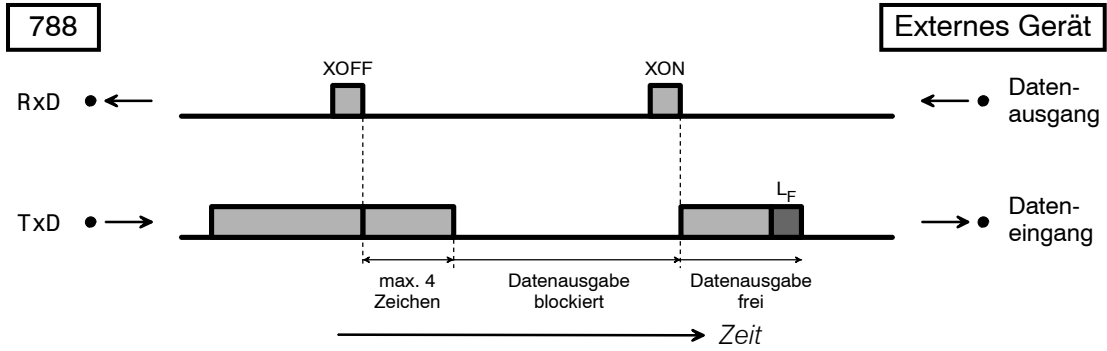 788
Externes Gerät
XOFF
XON
RxD
Daten-
ausgang
L_F
TxD
Daten-
eingang
max. 4
Zeichen
Datenausgabe
blockiert
Datenausgabe
frei
Zeit